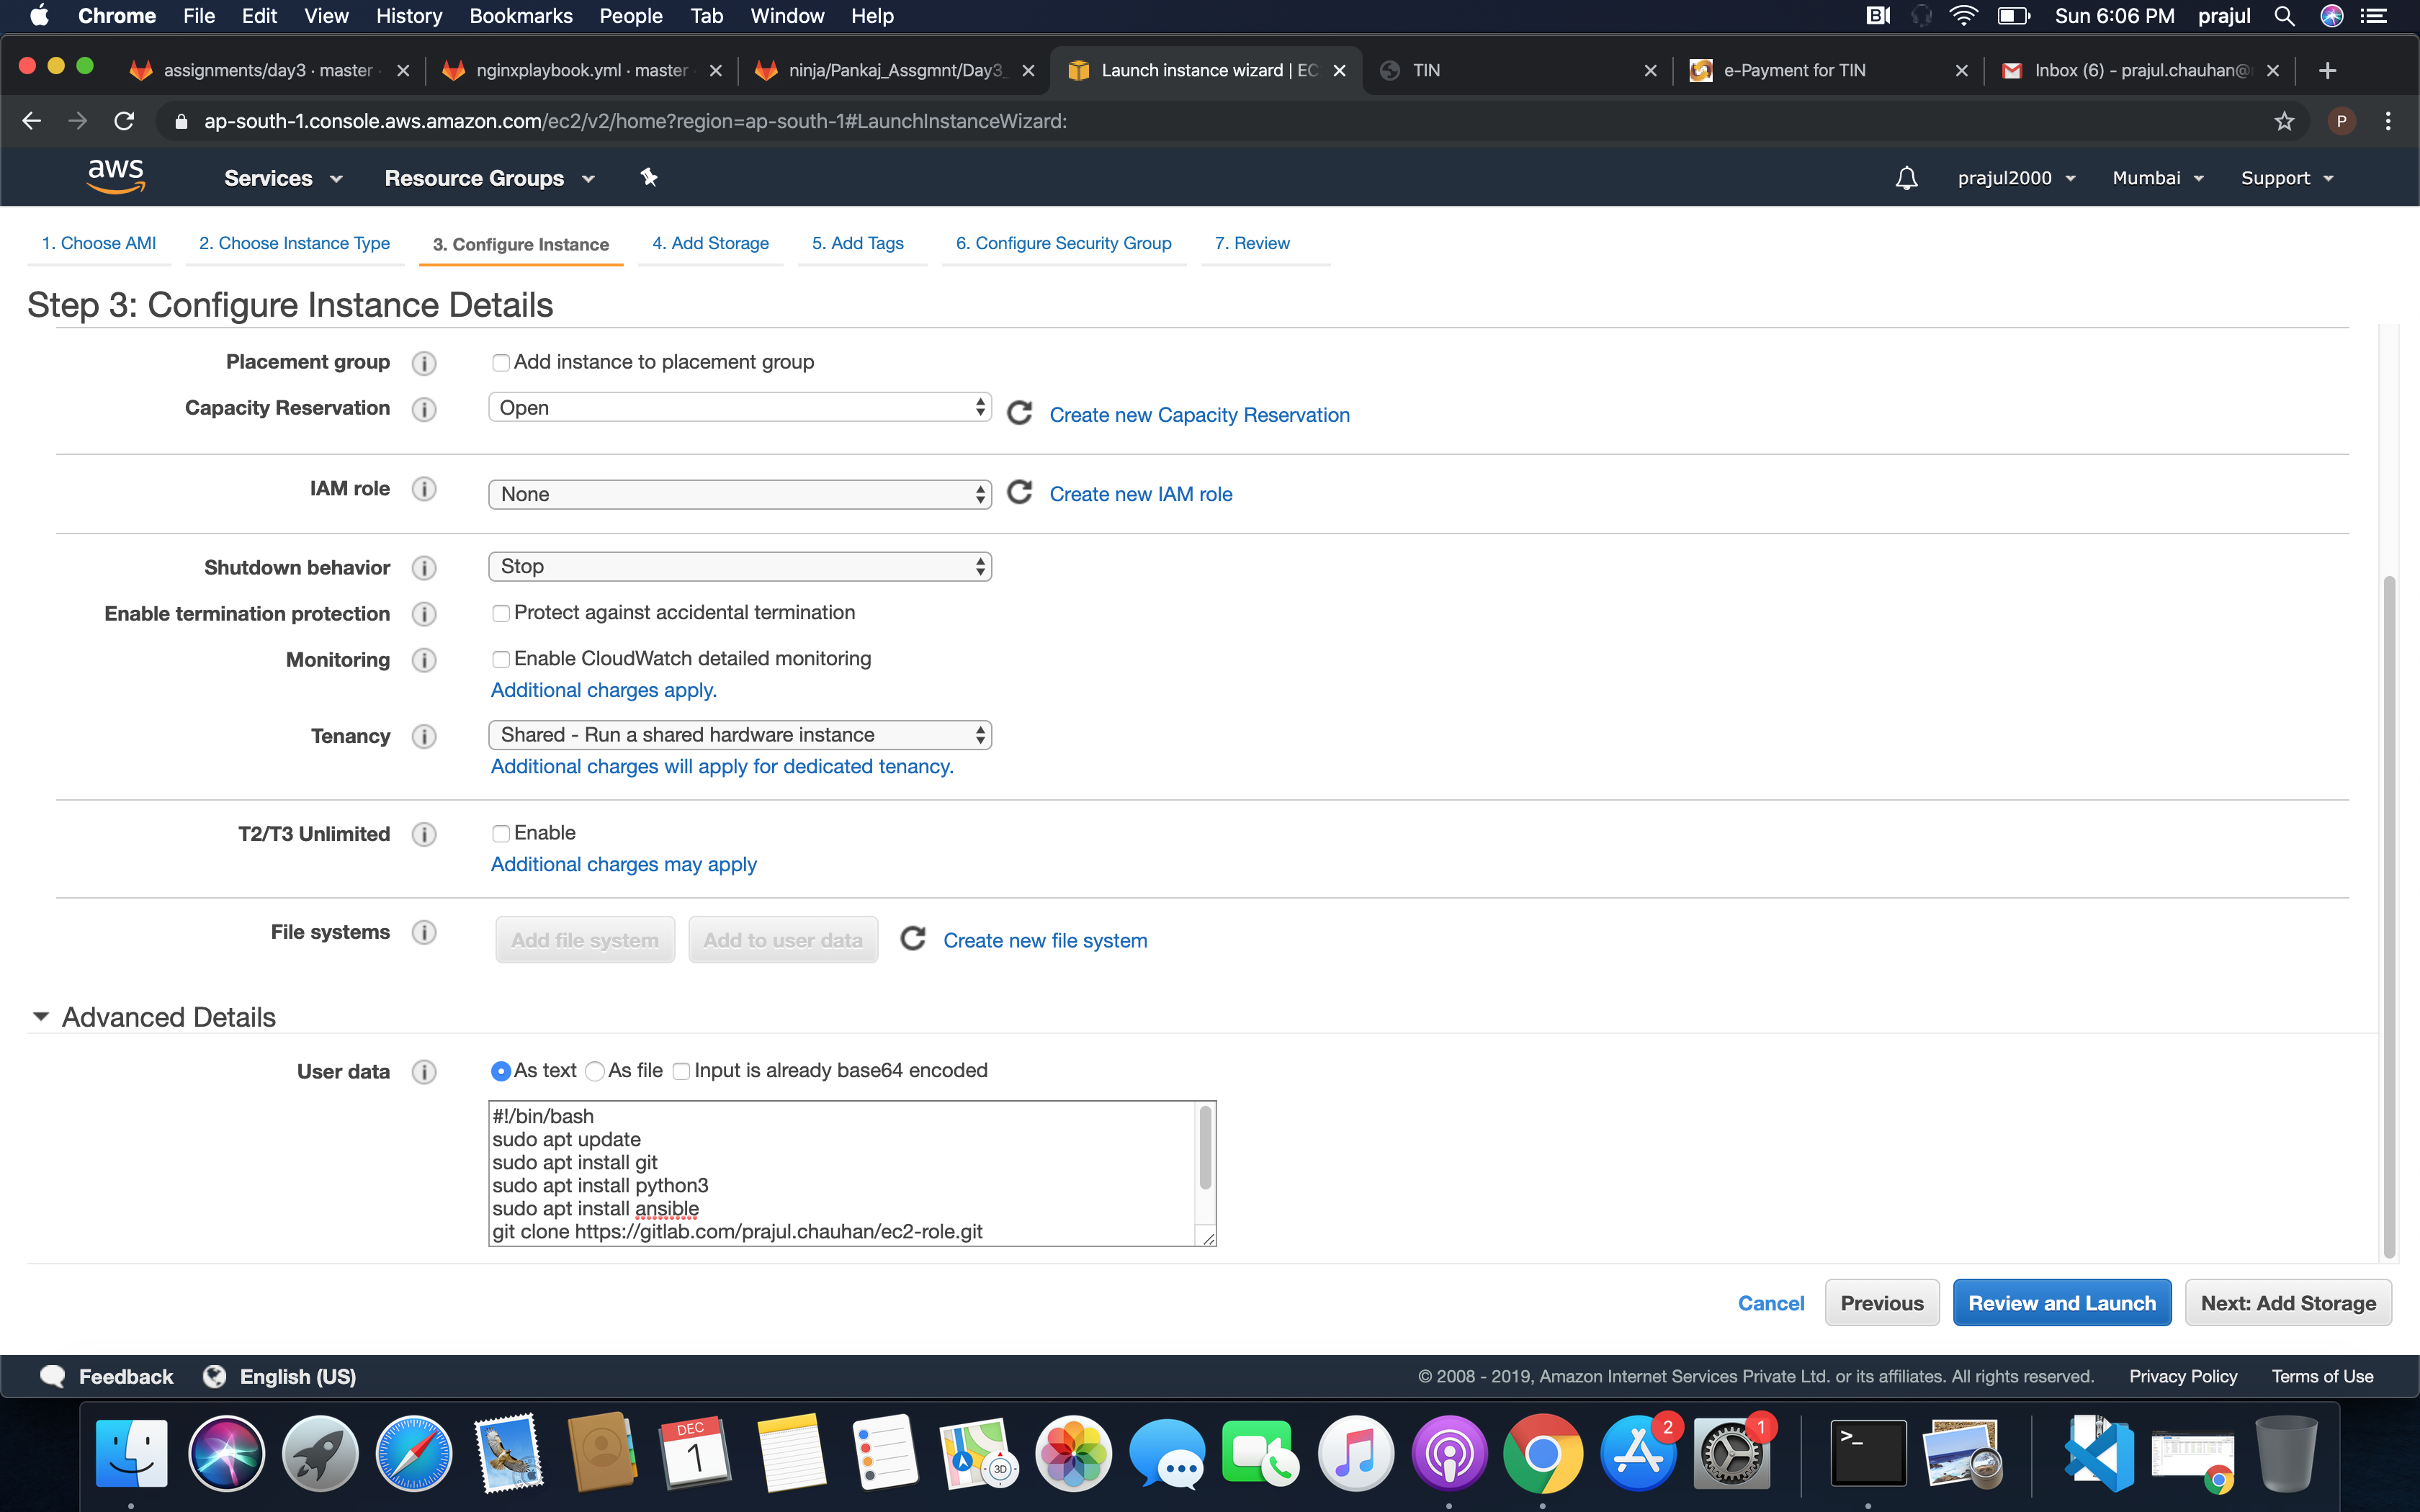 Chrome File Edit View History Bookmarks People Tab Window Help
Sun 6:06 PM prajul
assignments/day3 · master
nginxplaybook.yml · master
ninja/Pankaj_Assgmnt/Day3_
Launch instance wizard | EC
TIN
e-Payment for TIN
Inbox (6) - prajul.chauhan@
ap-south-1.console.aws.amazon.com/ec2/v2/home?region=ap-south-1#LaunchInstanceWizard:
P
aws Services Resource Groups prajul2000 Mumbai Support
1. Choose AMI 2. Choose Instance Type 3. Configure Instance 4. Add Storage 5. Add Tags 6. Configure Security Group 7. Review
Step 3: Configure Instance Details
Placement group i Add instance to placement group
Capacity Reservation i Open Create new Capacity Reservation
IAM role i None Create new IAM role
Shutdown behavior i Stop
Enable termination protection i Protect against accidental termination
Monitoring i Enable CloudWatch detailed monitoring
Additional charges apply.
Tenancy i Shared - Run a shared hardware instance
Additional charges will apply for dedicated tenancy.
T2/T3 Unlimited i Enable
Additional charges may apply
File systems i Add file system Add to user data Create new file system
Advanced Details
User data i As text As file Input is already base64 encoded
#!/bin/bash
sudo apt update
sudo apt install git
sudo apt install python3
sudo apt install ansible
git clone https://gitlab.com/prajul.chauhan/ec2-role.git
Cancel Previous Review and Launch Next: Add Storage
Feedback English (US) © 2008 - 2019, Amazon Internet Services Private Ltd. or its affiliates. All rights reserved. Privacy Policy Terms of Use
DEC
1
3D
2
1
>_